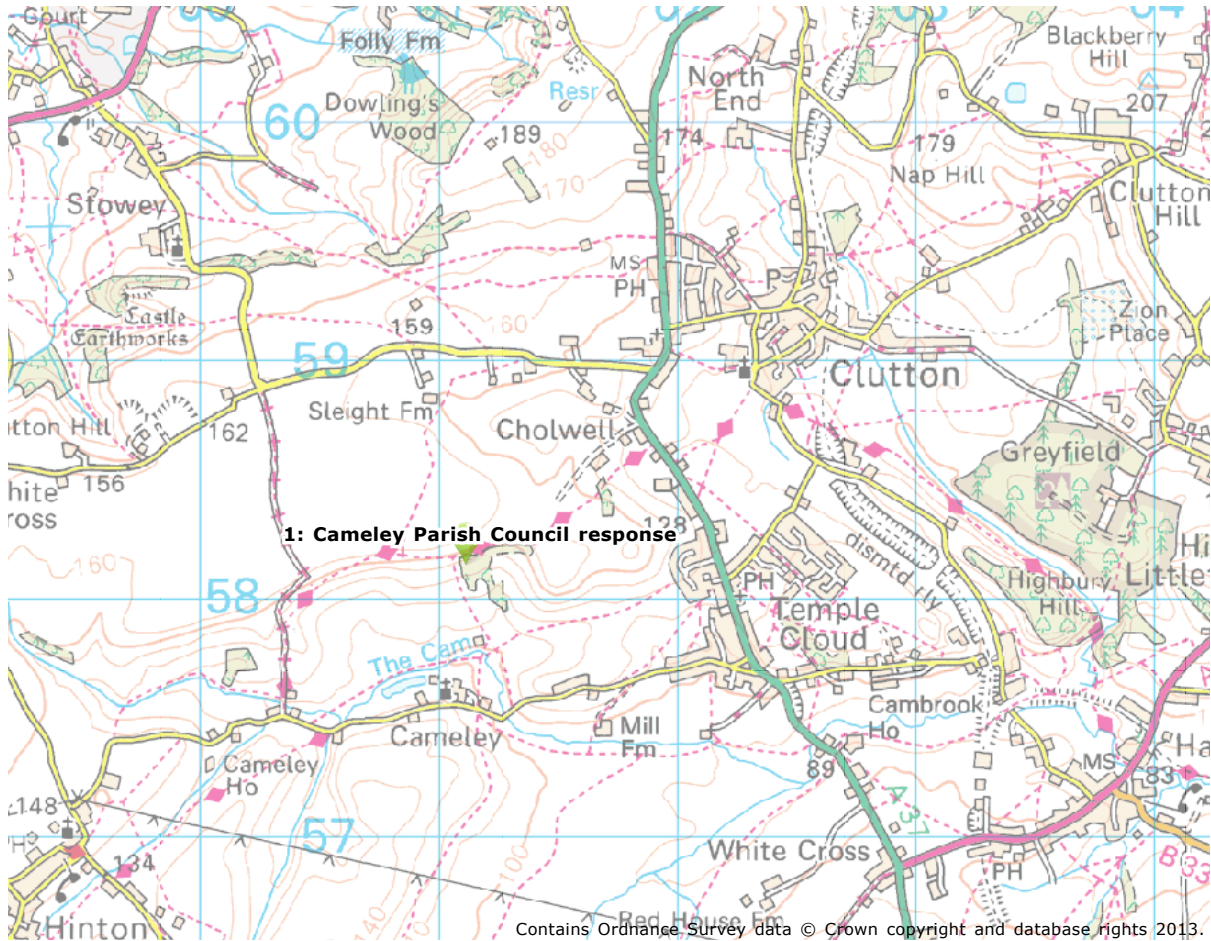 Court
Folly Fm
Dowling's
Wood
60
189
180
170
Resr
North
End
174
63
64
Blackberry
Hill
207
179
Nap Hill
Clutton
Hill
Stowey
MS
PH
P
Castle
Earthworks
159
160
59
Zion
Place
Clutton
Sleight Fm
Cholwell
Greyfield
162
156
128
1: Cameley Parish Council response
160
58
PH
Temple
Cloud
dismtd rly
Highbury
Hill
The Cam
Cameley
Mill
Fm
Cambrook
Ho
Cameley
Ho
89
MS
83
148
57
A 37
White Cross
PH
B 33
134
100
140
Hinton
Red House Fm
Contains Ordnance Survey data © Crown copyright and database rights 2013.